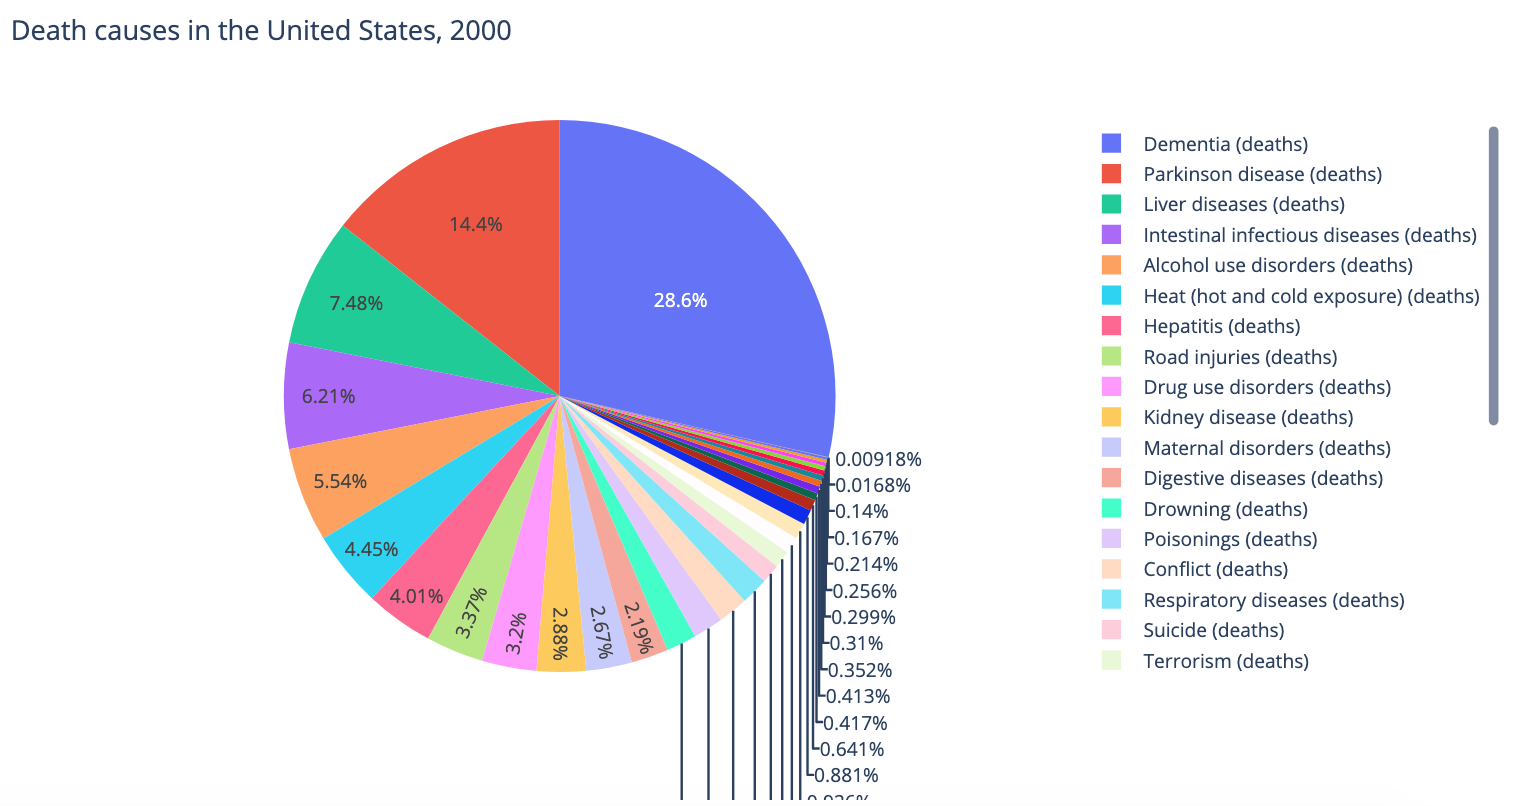 Death causes in the United States, 2000
28.6%
14.4%
7.48%
6.21%
5.54%
4.45%
4.01%
3.37%
3.2%
2.88%
2.67%
2.19%
0.00918%
0.0168%
0.14%
0.167%
0.214%
0.256%
0.299%
0.31%
0.352%
0.413%
0.417%
0.641%
0.881%
Dementia (deaths)
Parkinson disease (deaths)
Liver diseases (deaths)
Intestinal infectious diseases (deaths)
Alcohol use disorders (deaths)
Heat (hot and cold exposure) (deaths)
Hepatitis (deaths)
Road injuries (deaths)
Drug use disorders (deaths)
Kidney disease (deaths)
Maternal disorders (deaths)
Digestive diseases (deaths)
Drowning (deaths)
Poisonings (deaths)
Conflict (deaths)
Respiratory diseases (deaths)
Suicide (deaths)
Terrorism (deaths)